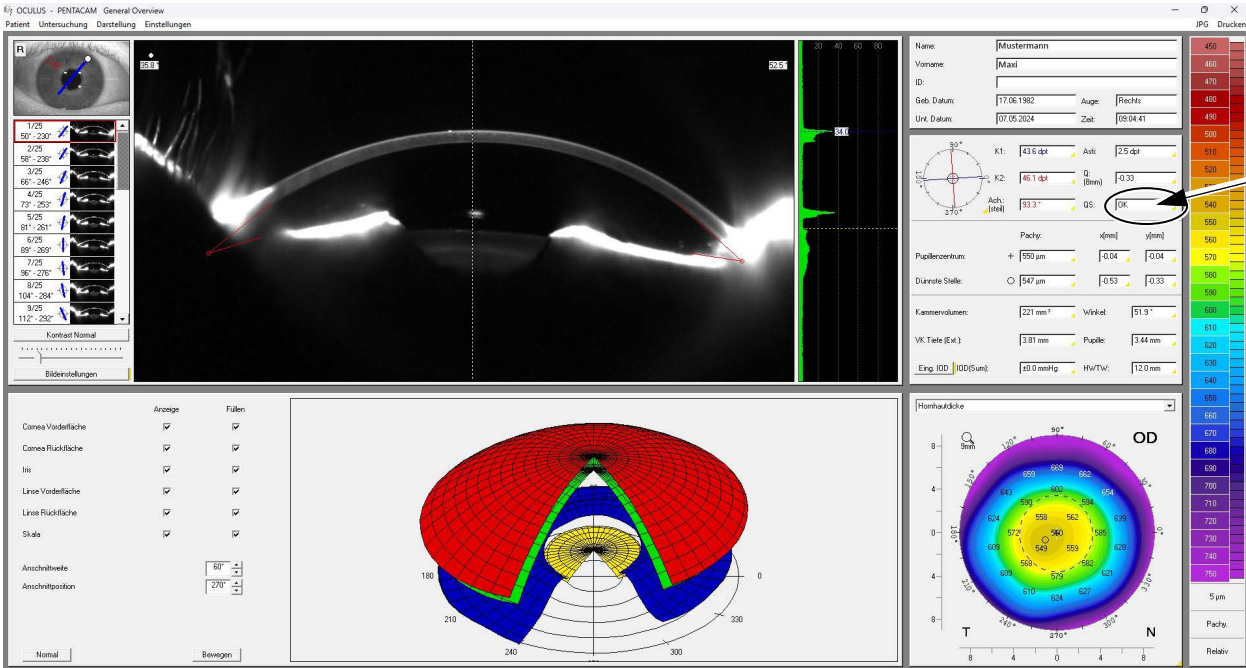 OCULUS - PENTACAM General Overview
Patient Untersuchung Darstellung Einstellungen
JPG Drucken
R
1/25
50° - 230°
2/25
58° - 238°
3/25
66° - 246°
4/25
73° - 253°
5/25
81° - 261°
6/25
89° - 269°
7/25
96° - 276°
8/25
104° - 284°
9/25
112° - 292°
Kontrast Normal
Bildeinstellungen
35.8°
52.5°
20 40 60 80
34.0
Name: Mustermann
Vorname: Maxi
ID:
Geb. Datum: 17.06.1982 Auge: Rechts
Unt. Datum: 07.05.2024 Zeit: 09:04:41
90°
180°
0°
270°
K1: 43.6 dpt Asti: 2.5 dpt
K2: 46.1 dpt Q: (8mm) -0.33
Ach.: (steil) 93.3° QS: OK
Pachy: x[mm] y[mm]
Pupillenzentrum: + 550 µm -0.04 -0.04
Dünnste Stelle: O 547 µm -0.53 -0.33
Kammervolumen: 221 mm³ Winkel: 51.9°
VK Tiefe (Ext.): 3.81 mm Pupille: 3.44 mm
Eing. IOD IOD(Sum): ±0.0 mmHg HWTW: 12.0 mm
450
460
470
480
490
500
510
520
540
550
560
570
580
590
600
610
620
630
640
650
660
670
680
690
700
710
720
730
740
750
5 µm
Pachy.
Relativ
Anzeige Füllen
Cornea Vorderfläche
Cornea Rückfläche
Iris
Linse Vorderfläche
Linse Rückfläche
Skala
Anschnittweite 60°
Anschnittposition 270°
Normal Bewegen
180
0
210
330
240
300
Hornhautdicke
9mm
OD
90°
120°
60°
150°
30°
180°
0°
210°
330°
240°
300°
270°
8
4
0
4
8
669
659 662
643 602 654
590 594
624 558 562 639
572 560 585
609 549 559 628
568 582
609 579 621
610 627
624
T N
8 4 0 4 8